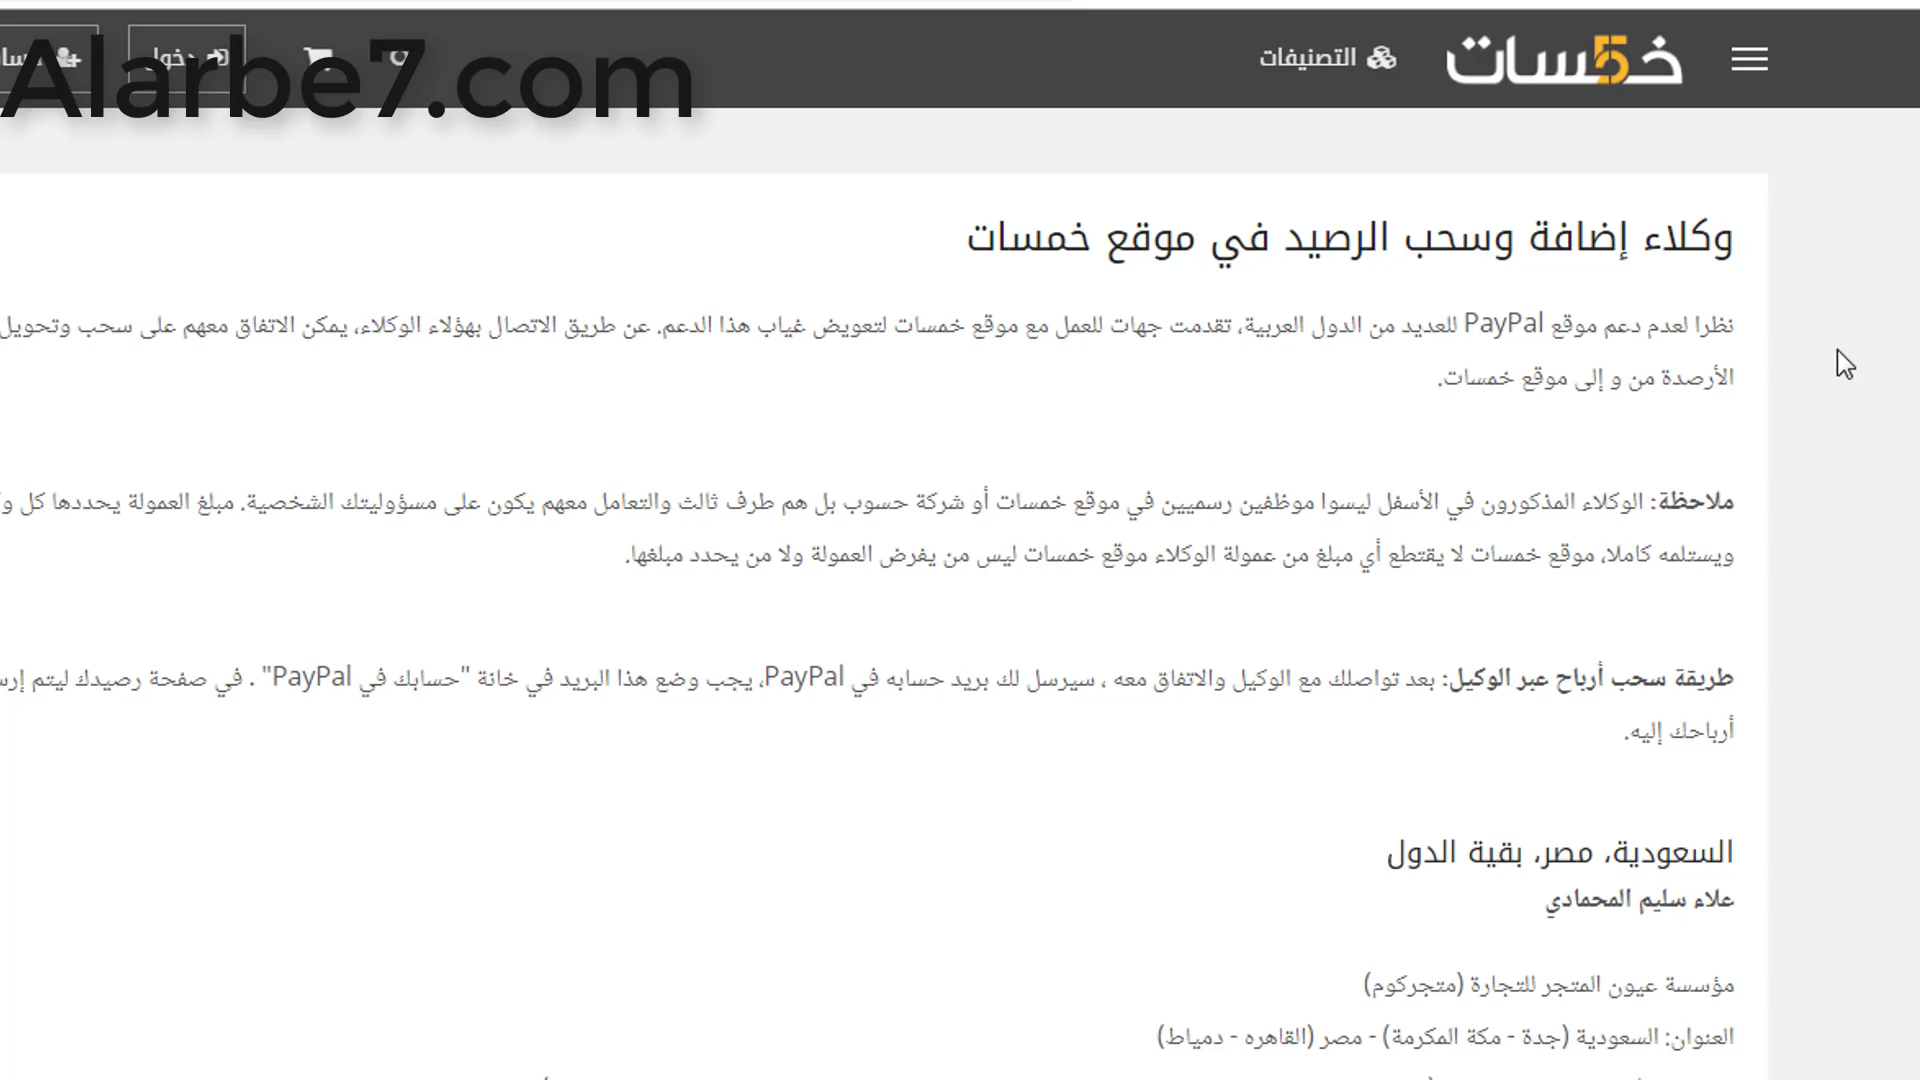 خمسات
التصنيفات
دخول
Alarbe7.com
وكلاء إضافة وسحب الرصيد في موقع خمسات
نظرا لعدم دعم موقع PayPal للعديد من الدول العربية، تقدمت جهات للعمل مع موقع خمسات لتعويض غياب هذا الدعم. عن طريق الاتصال بهؤلاء الوكلاء، يمكن الاتفاق معهم على سحب وتحويل
الأرصدة من و إلى موقع خمسات.
ملاحظة: الوكلاء المذكورون في الأسفل ليسوا موظفين رسميين في موقع خمسات أو شركة حسوب بل هم طرف ثالث والتعامل معهم يكون على مسؤوليتك الشخصية. مبلغ العمولة يحددها كل
ويستلمه كاملا، موقع خمسات لا يقتطع أي مبلغ من عمولة الوكلاء موقع خمسات ليس من يفرض العمولة ولا من يحدد مبلغها.
طريقة سحب أرباح عبر الوكيل: بعد تواصلك مع الوكيل والاتفاق معه ، سيرسل لك بريد حسابه في PayPal، يجب وضع هذا البريد في خانة "حسابك في PayPal" . في صفحة رصيدك ليتم
أرباحك إليه.
السعودية، مصر، بقية الدول
علاء سليم المحمادي
مؤسسة عيون المتجر للتجارة (متجركوم)
العنوان: السعودية (جدة - مكة المكرمة) - مصر (القاهره - دمياط)